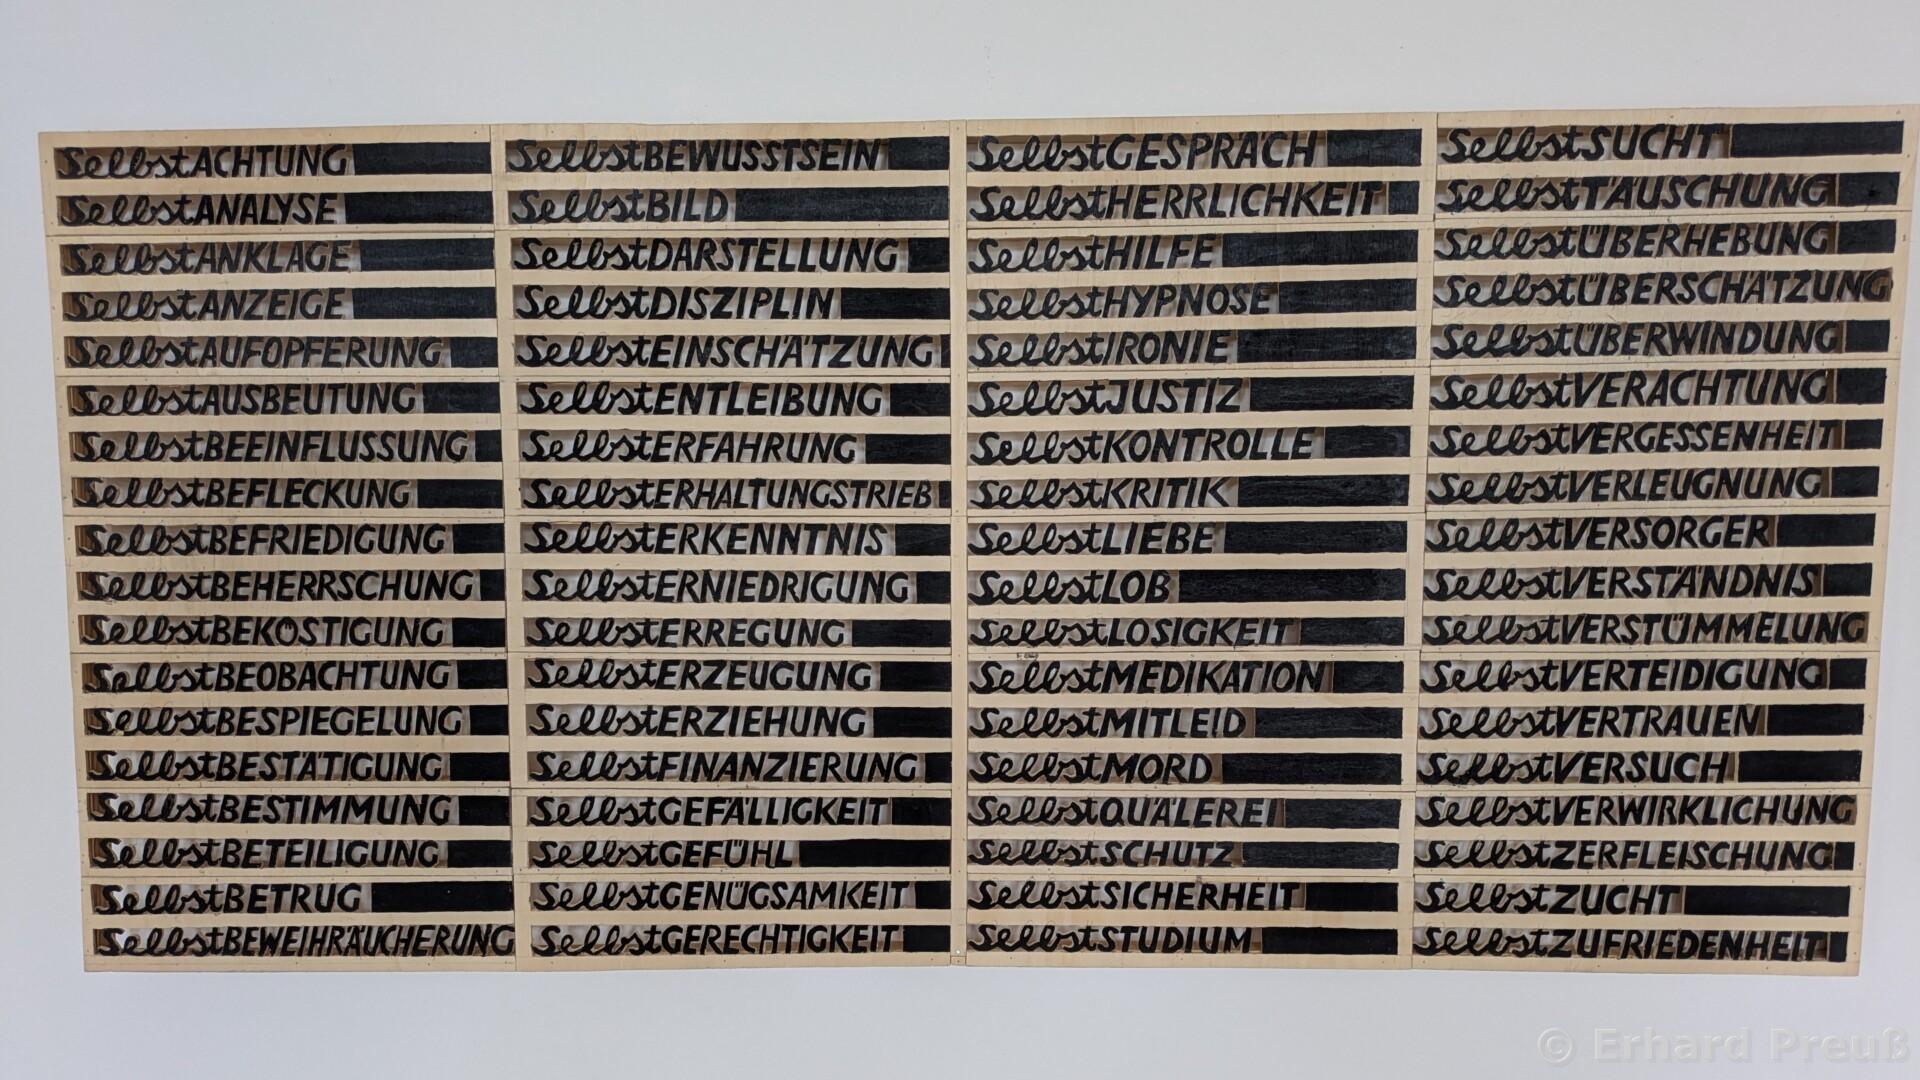 SelbstACHTUNG
SelbstANALYSE
SelbstANKLAGE
SelbstANZEIGE
SelbstAUFOPFERUNG
SelbstAUSBEUTUNG
SelbstBEEINFLUSSUNG
SelbstBEFLECKUNG
SelbstBEFRIEDIGUNG
SelbstBEHERRSCHUNG
SelbstBEKÖSTIGUNG
SelbstBEOBACHTUNG
SelbstBESPIEGELUNG
SelbstBESTÄTIGUNG
SelbstBESTIMMUNG
SelbstBETEILIGUNG
SelbstBETRUG
SelbstBEWEIHRÄUCHERUNG
SelbstBEWUSSTSEIN
SelbstBILD
SelbstDARSTELLUNG
SelbstDISZIPLIN
SelbstEINSCHÄTZUNG
SelbstENTLEIBUNG
SelbstERFAHRUNG
SelbstERHALTUNGSTRIEB
SelbstERKENNTNIS
SelbstERNIEDRIGUNG
SelbstERREGUNG
SelbstERZEUGUNG
SelbstERZIEHUNG
SelbstFINANZIERUNG
SelbstGEFÄLLIGKEIT
SelbstGEFÜHL
SelbstGENÜGSAMKEIT
SelbstGERECHTIGKEIT
SelbstGESPRÄCH
SelbstHERRLICHKEIT
SelbstHILFE
SelbstHYPNOSE
SelbstIRONIE
SelbstJUSTIZ
SelbstKONTROLLE
SelbstKRITIK
SelbstLIEBE
SelbstLOB
SelbstLOSIGKEIT
SelbstMEDIKATION
SelbstMITLEID
SelbstMORD
SelbstQUÄLEREI
SelbstSCHUTZ
SelbstSICHERHEIT
SelbstSTUDIUM
SelbstSUCHT
SelbstTÄUSCHUNG
SelbstÜBERHEBUNG
SelbstÜBERSCHÄTZUNG
SelbstÜBERWINDUNG
SelbstVERACHTUNG
SelbstVERGESSENHEIT
SelbstVERLEUGNUNG
SelbstVERSORGER
SelbstVERSTÄNDNIS
SelbstVERSTÜMMELUNG
SelbstVERTEIDIGUNG
SelbstVERTRAUEN
SelbstVERSUCH
SelbstVERWIRKLICHUNG
SelbstZERFLEISCHUNG
SelbstZUCHT
SelbstZUFRIEDENHEIT
© Erhard Preuß